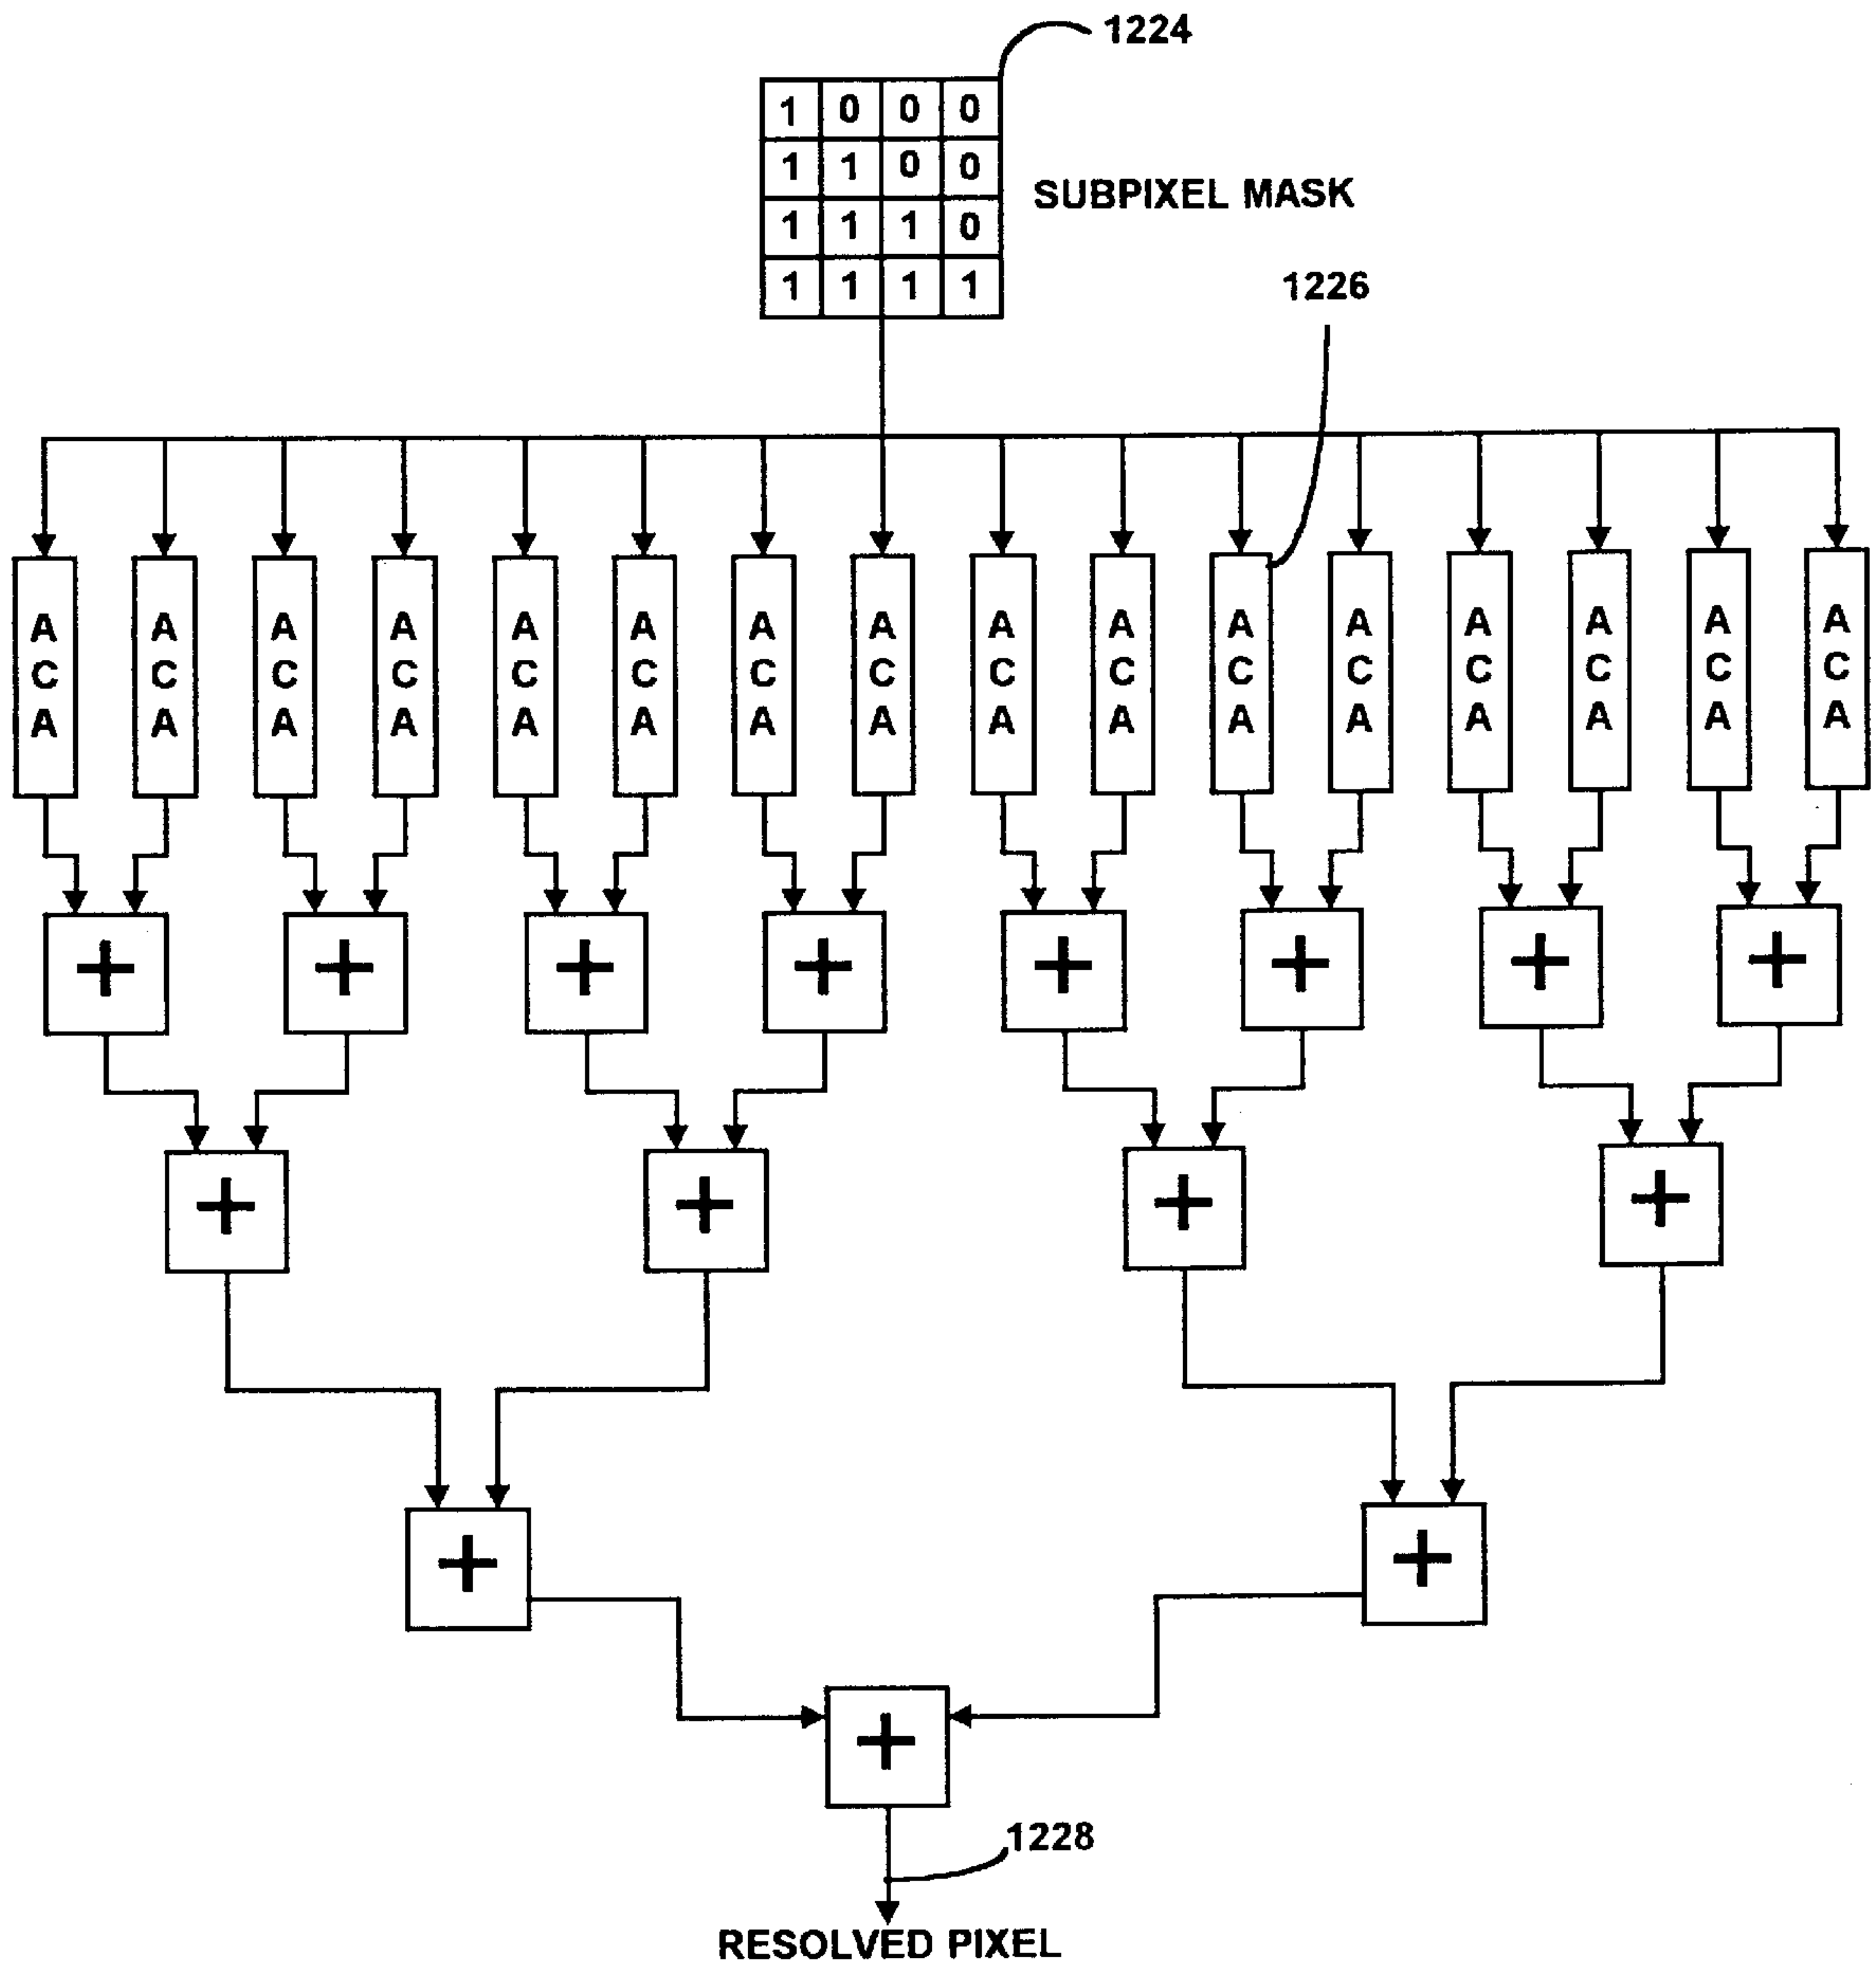 1224
1 0 0 0
1 1 0 0
SUBPIXEL MASK
1 1 1 0
1 1 1 1
1226
A A A A A A A A A A A A A A A A
C C C C C C C C C C C C C C C C
A A A A A A A A A A A A A A A A
+ + + + + + + +
+ + + +
+ +
+
1228
RESOLVED PIXEL